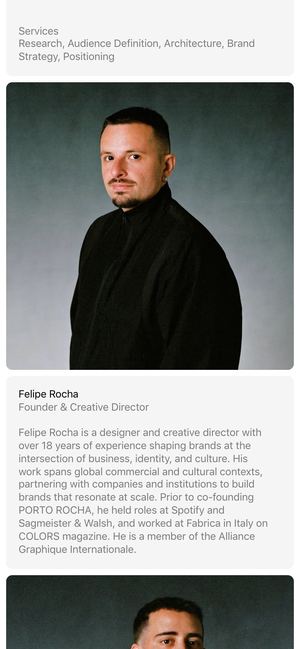 Services
Research, Audience Definition, Architecture, Brand
Strategy, Positioning
Felipe Rocha
Founder & Creative Director
Felipe Rocha is a designer and creative director with
over 18 years of experience shaping brands at the
intersection of business, identity, and culture. His
work spans global commercial and cultural contexts,
partnering with companies and institutions to build
brands that resonate at scale. Prior to co-founding
PORTO ROCHA, he held roles at Spotify and
Sagmeister & Walsh, and worked at Fabrica in Italy on
COLORS magazine. He is a member of the Alliance
Graphique Internationale.